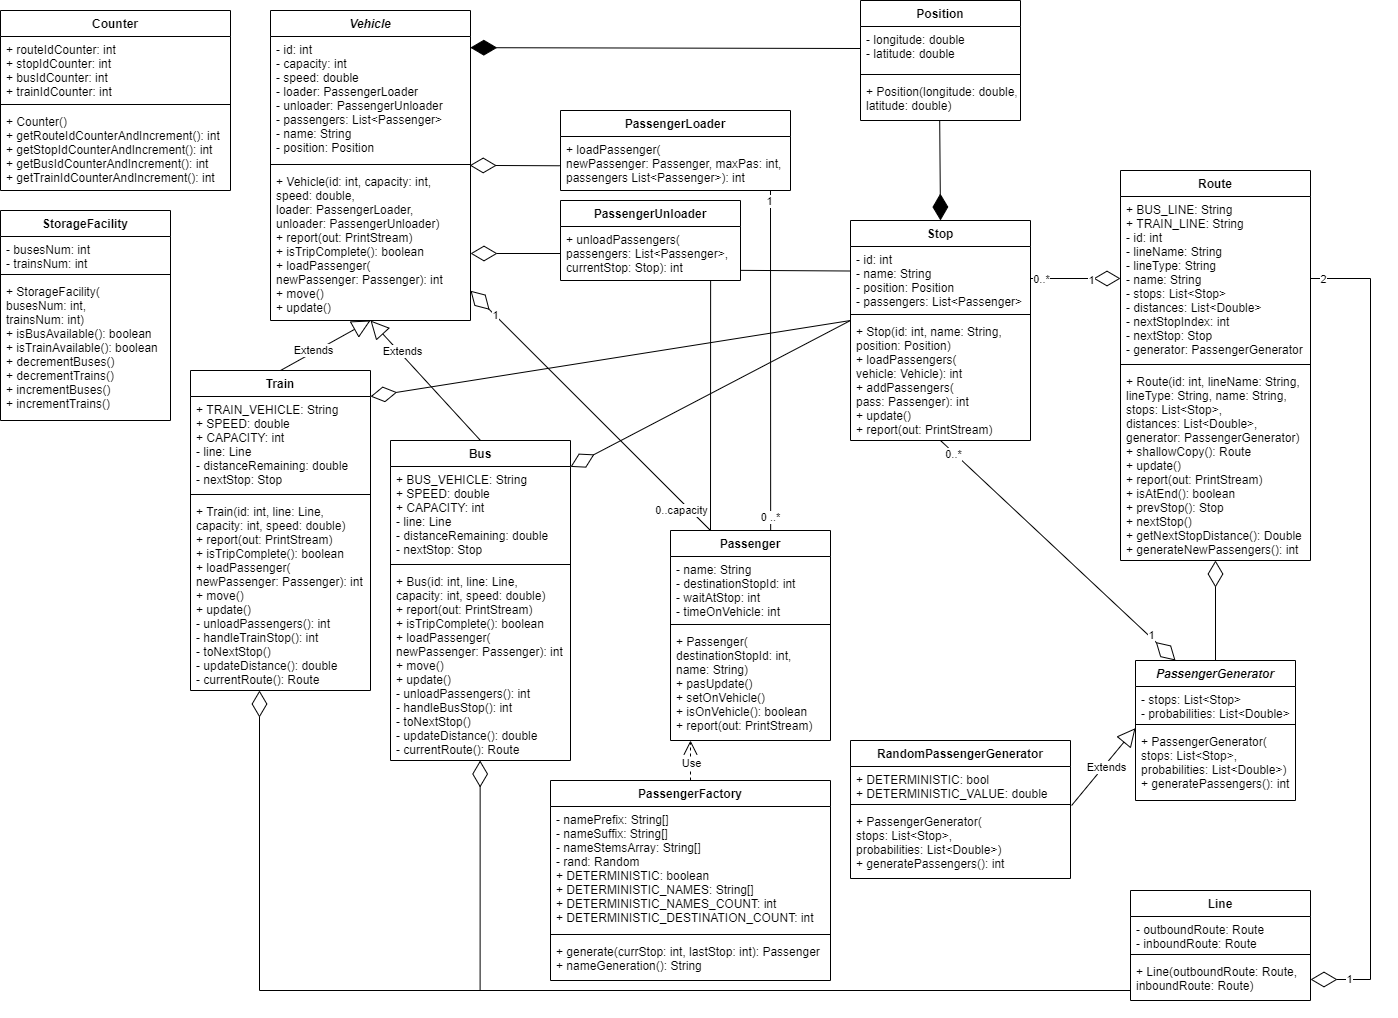 Counter
+ routeIdCounter: int
+ stopIdCounter: int
+ busIdCounter: int
+ trainIdCounter: int
+ Counter()
+ getRouteIdCounterAndIncrement(): int
+ getStopIdCounterAndIncrement(): int
+ getBusIdCounterAndIncrement(): int
+ getTrainIdCounterAndIncrement(): int
StorageFacility
- busesNum: int
- trainsNum: int
+ StorageFacility(
busesNum: int,
trainsNum: int)
+ isBusAvailable(): boolean
+ isTrainAvailable(): boolean
+ decrementBuses()
+ decrementTrains()
+ incrementBuses()
+ incrementTrains()
Vehicle
- id: int
- capacity: int
- speed: double
- loader: PassengerLoader
- unloader: PassengerUnloader
- passengers: List<Passenger>
- name: String
- position: Position
+ Vehicle(id: int, capacity: int,
speed: double,
loader: PassengerLoader,
unloader: PassengerUnloader)
+ report(out: PrintStream)
+ isTripComplete(): boolean
+ loadPassenger(
newPassenger: Passenger): int
+ move()
+ update()
Position
- longitude: double
- latitude: double
+ Position(longitude: double,
latitude: double)
PassengerLoader
+ loadPassenger(
newPassenger: Passenger, maxPas: int,
passengers List<Passenger>): int
1
PassengerUnloader
+ unloadPassengers(
passengers: List<Passenger>,
currentStop: Stop): int
1
Stop
- id: int
- name: String
- position: Position
- passengers: List<Passenger>
+ Stop(id: int, name: String,
position: Position)
+ loadPassengers(
vehicle: Vehicle): int
+ addPassengers(
pass: Passenger): int
+ update()
+ report(out: PrintStream)
0..*
1
0..*
Route
+ BUS_LINE: String
+ TRAIN_LINE: String
- id: int
- lineName: String
- lineType: String
- name: String
- stops: List<Stop>
- distances: List<Double>
- nextStopIndex: int
- nextStop: Stop
- generator: PassengerGenerator
+ Route(id: int, lineName: String,
lineType: String, name: String,
stops: List<Stop>,
distances: List<Double>,
generator: PassengerGenerator)
+ shallowCopy(): Route
+ update()
+ report(out: PrintStream)
+ isAtEnd(): boolean
+ prevStop(): Stop
+ nextStop()
+ getNextStopDistance(): Double
+ generateNewPassengers(): int
2
Extends
Extends
Train
+ TRAIN_VEHICLE: String
+ SPEED: double
+ CAPACITY: int
- line: Line
- distanceRemaining: double
- nextStop: Stop
+ Train(id: int, line: Line,
capacity: int, speed: double)
+ report(out: PrintStream)
+ isTripComplete(): boolean
+ loadPassenger(
newPassenger: Passenger): int
+ move()
+ update()
- unloadPassengers(): int
- handleTrainStop(): int
- toNextStop()
- updateDistance(): double
- currentRoute(): Route
Bus
+ BUS_VEHICLE: String
+ SPEED: double
+ CAPACITY: int
- line: Line
- distanceRemaining: double
- nextStop: Stop
+ Bus(id: int, line: Line,
capacity: int, speed: double)
+ report(out: PrintStream)
+ isTripComplete(): boolean
+ loadPassenger(
newPassenger: Passenger): int
+ move()
+ update()
- unloadPassengers(): int
- handleBusStop(): int
- toNextStop()
- updateDistance(): double
- currentRoute(): Route
0..capacity
0 ..*
Passenger
- name: String
- destinationStopId: int
- waitAtStop: int
- timeOnVehicle: int
+ Passenger(
destinationStopId: int,
name: String)
+ pasUpdate()
+ setOnVehicle()
+ isOnVehicle(): boolean
+ report(out: PrintStream)
Use
PassengerFactory
- namePrefix: String[]
- nameSuffix: String[]
- nameStemsArray: String[]
- rand: Random
+ DETERMINISTIC: boolean
+ DETERMINISTIC_NAMES: String[]
+ DETERMINISTIC_NAMES_COUNT: int
+ DETERMINISTIC_DESTINATION_COUNT: int
+ generate(currStop: int, lastStop: int): Passenger
+ nameGeneration(): String
RandomPassengerGenerator
+ DETERMINISTIC: bool
+ DETERMINISTIC_VALUE: double
+ PassengerGenerator(
stops: List<Stop>,
probabilities: List<Double>)
+ generatePassengers(): int
Extends
1
PassengerGenerator
- stops: List<Stop>
- probabilities: List<Double>
+ PassengerGenerator(
stops: List<Stop>,
probabilities: List<Double>)
+ generatePassengers(): int
Line
- outboundRoute: Route
- inboundRoute: Route
+ Line(outboundRoute: Route,
inboundRoute: Route)
1